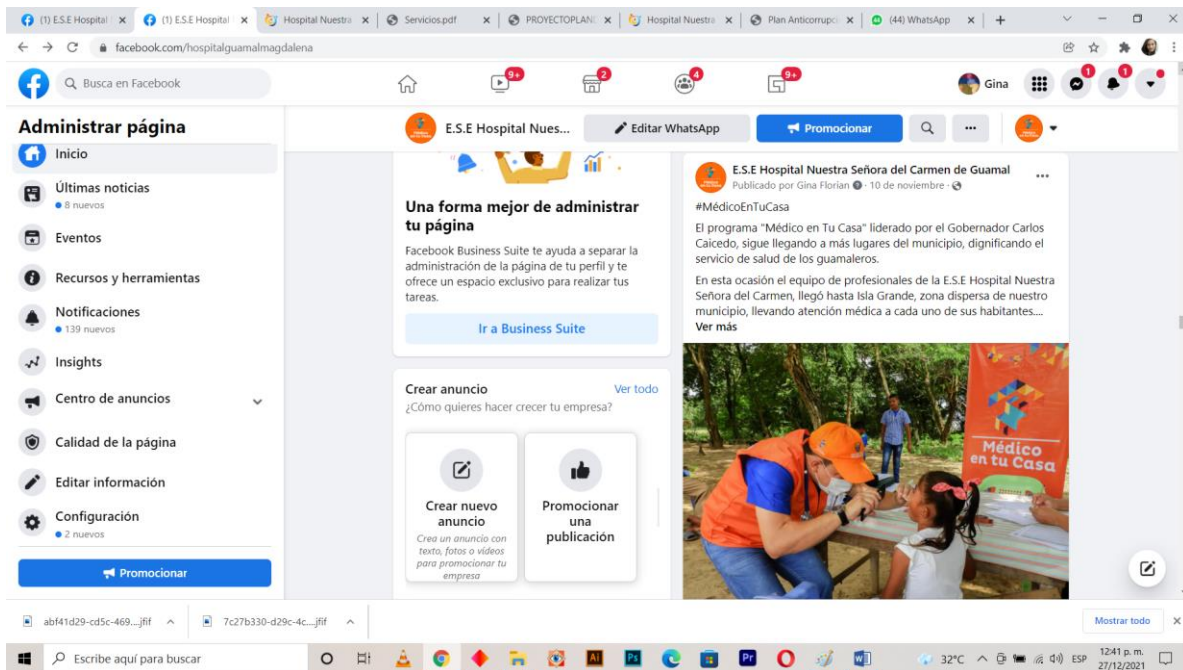 (1) E.S.E Hospital
(1) E.S.E Hospital
Hospital Nuestra
Servicios.pdf
PROYECTOPLAN
Hospital Nuestra
Plan Anticorrupci
(44) WhatsApp
facebook.com/hospitalguamalmagdalena
Busca en Facebook
9+
2
4
9+
Gina
1
1
Administrar página
E.S.E Hospital Nues...
Editar WhatsApp
Promocionar
Inicio
Últimas noticias
8 nuevos
Eventos
Recursos y herramientas
Notificaciones
139 nuevos
Insights
Centro de anuncios
Calidad de la página
Editar información
Configuración
2 nuevos
Promocionar
Una forma mejor de administrar
tu página
Facebook Business Suite te ayuda a separar la
administración de la página de tu perfil y te
ofrece un espacio exclusivo para realizar tus
tareas.
Ir a Business Suite
Crear anuncio
Ver todo
¿Cómo quieres hacer crecer tu empresa?
Crear nuevo
anuncio
Crea un anuncio con
texto, fotos o videos
para promocionar tu
empresa
Promocionar
una
publicación
E.S.E Hospital Nuestra Señora del Carmen de Guamal
Publicado por Gina Florian · 10 de noviembre ·
#MédicoEnTuCasa
El programa "Médico en Tu Casa" liderado por el Gobernador Carlos
Caicedo, sigue llegando a más lugares del municipio, dignificando el
servicio de salud de los guamaleros.
En esta ocasión el equipo de profesionales de la E.S.E Hospital Nuestra
Señora del Carmen, llegó hasta Isla Grande, zona dispersa de nuestro
municipio, llevando atención médica a cada uno de sus habitantes....
Ver más
Médico
en tu Casa
abf41d29-cd5c-469....jfif
7c27b330-d29c-4c....jfif
Mostrar todo
Escribe aquí para buscar
Ai
Ps
Pr
32°C
ESP
12:41 p. m.
27/12/2021